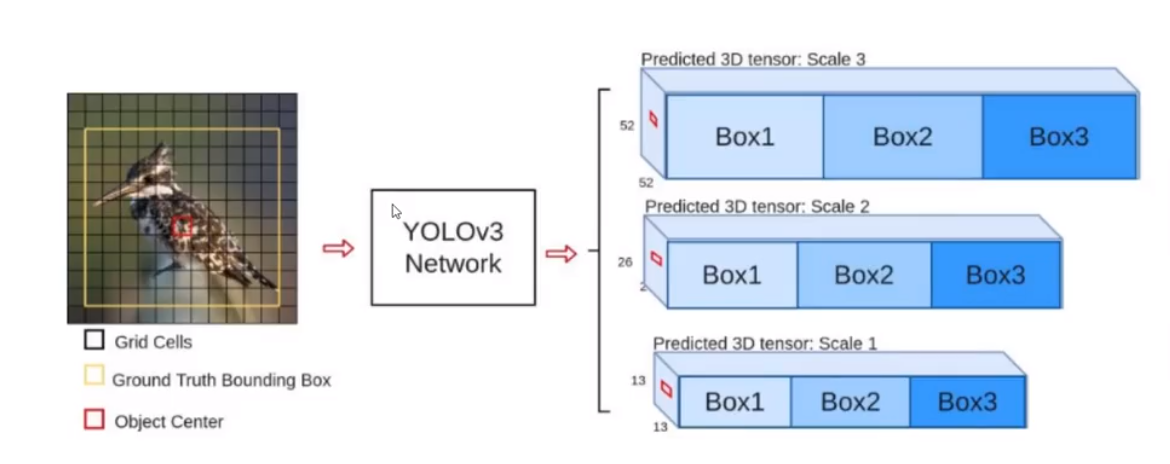 Predicted 3D tensor: Scale 3
52
Box1 Box2 Box3
52
Predicted 3D tensor: Scale 2
26
Box1 Box2 Box3
2
Predicted 3D tensor: Scale 1
13
Box1 Box2 Box3
13
YOLOv3
Network
Grid Cells
Ground Truth Bounding Box
Object Center